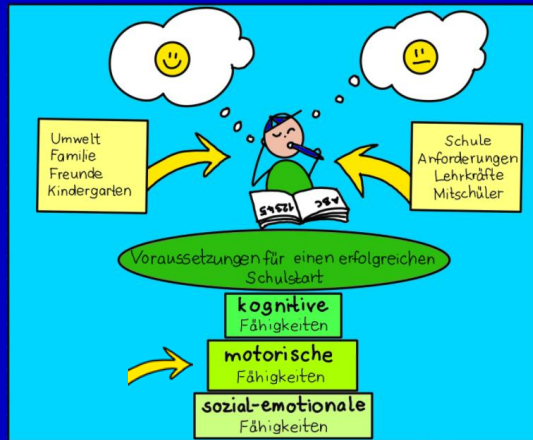 Umwelt
Familie
Freunde
Kindergarten
Schule
Anforderungen
Lehrkräfte
Mitschüler
12345
ABC
Voraussetzungen für einen erfolgreichen
Schulstart
kognitive
Fähigkeiten
motorische
Fähigkeiten
sozial-emotionale
Fähigkeiten